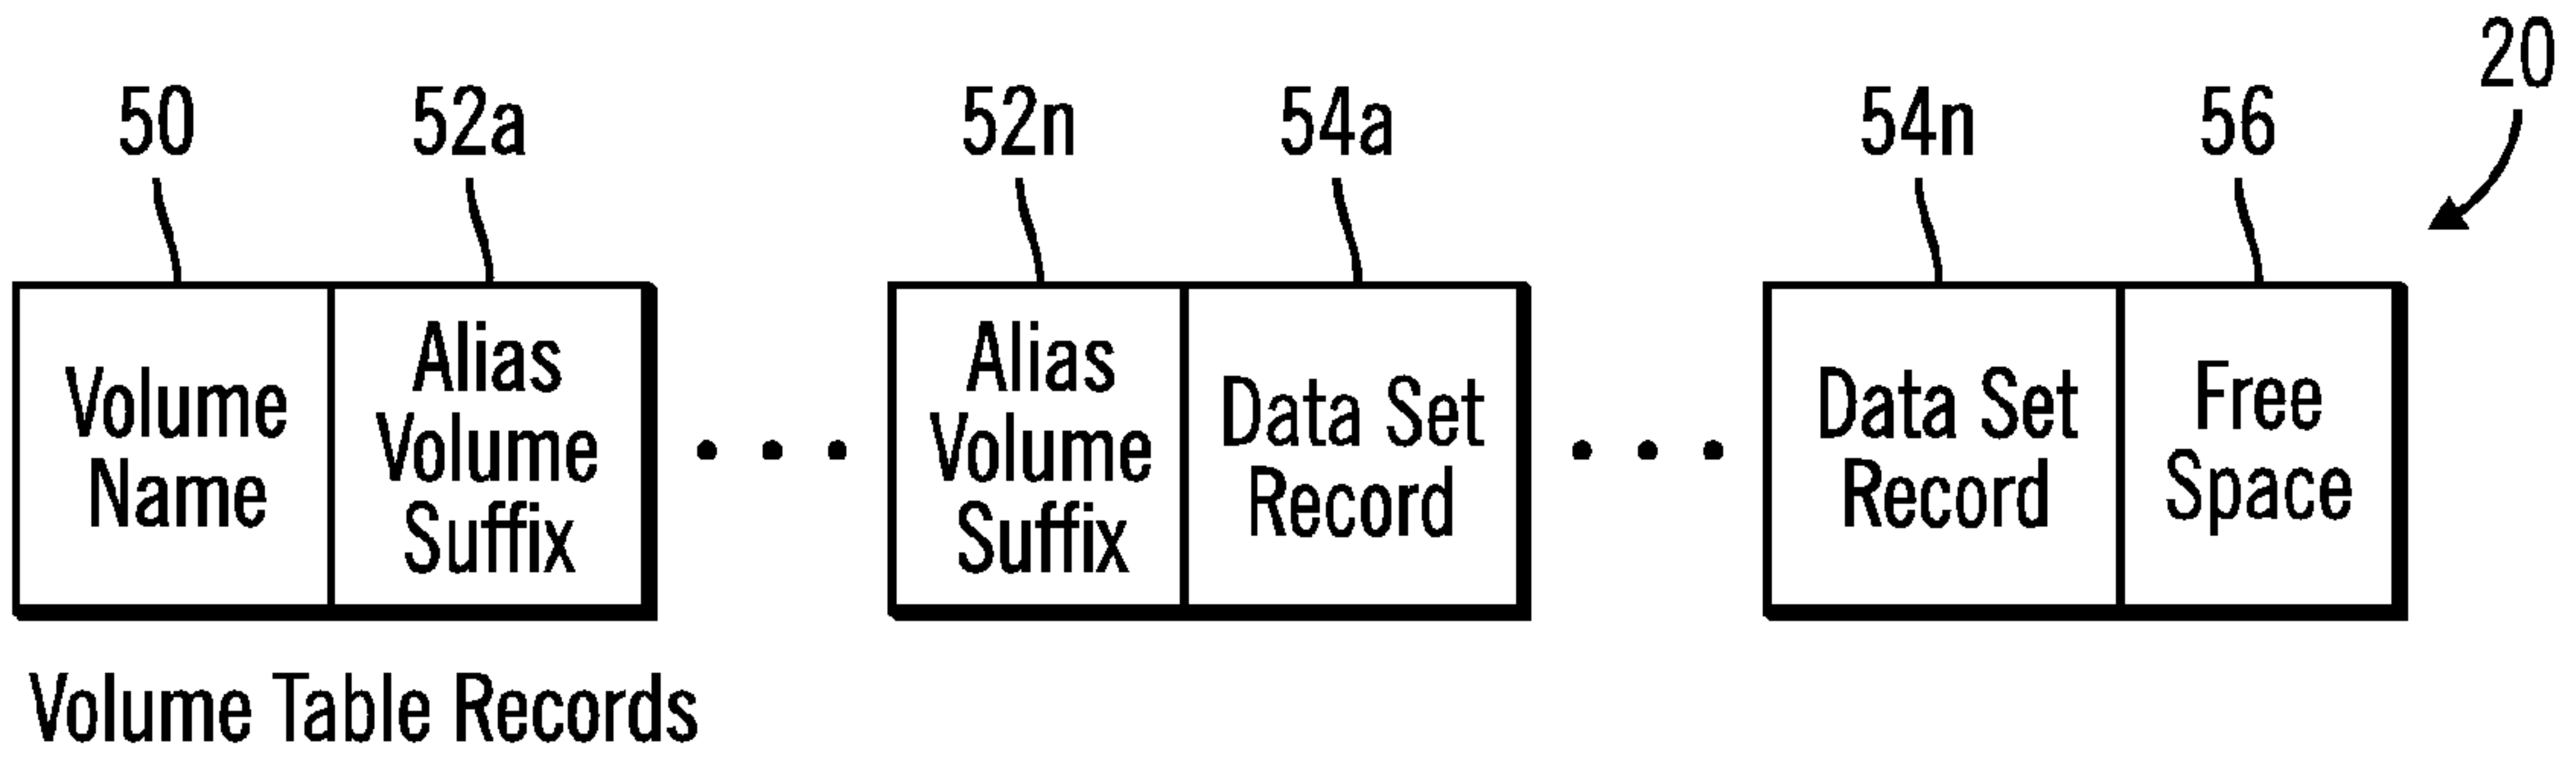 20
50 52a 52n 54a 54n 56
Volume
Name
Alias
Volume
Suffix
. . .
Alias
Volume
Suffix
Data Set
Record
. . .
Data Set
Record
Free
Space
Volume Table Records